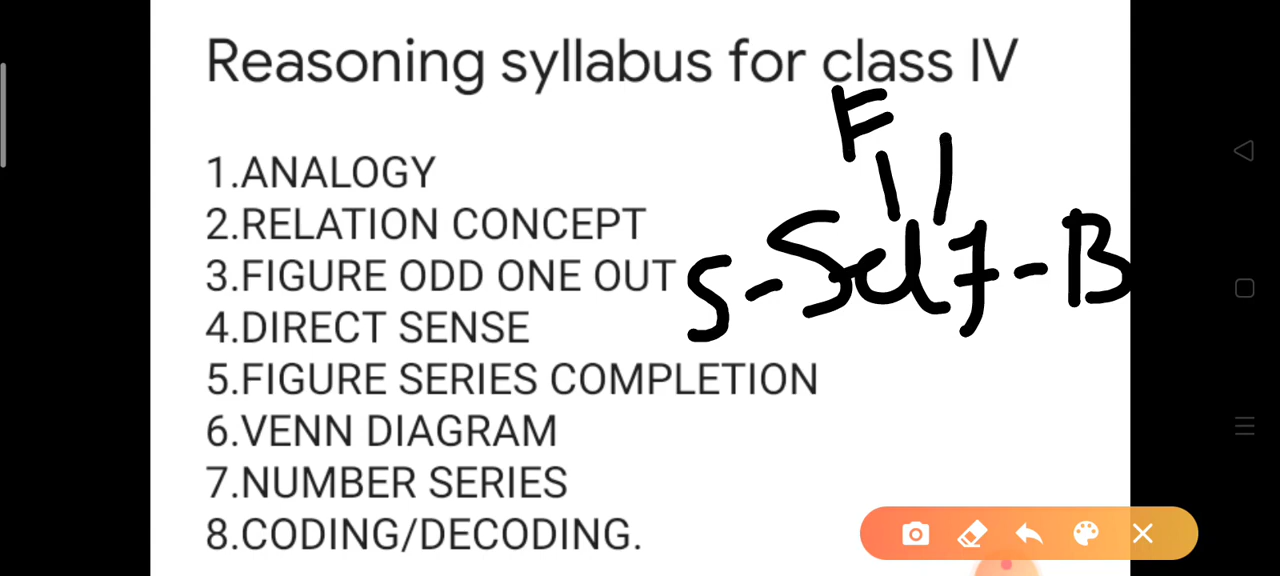 Reasoning syllabus for class IV
F
1.ANALOGY
2.RELATION CONCEPT
3.FIGURE ODD ONE OUT
S-Self-B
4.DIRECT SENSE
5.FIGURE SERIES COMPLETION
6.VENN DIAGRAM
7.NUMBER SERIES
8.CODING/DECODING.